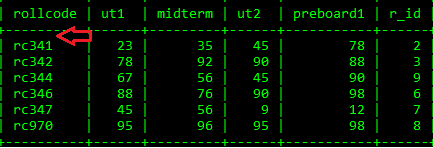 rollcode | ut1 | midterm | ut2 | preboard1 | r_id |
rc341 | 23 | 35 | 45 | 78 | 2
rc342 | 78 | 92 | 90 | 88 | 3
rc344 | 67 | 56 | 45 | 90 | 9
rc346 | 88 | 76 | 90 | 98 | 6
rc347 | 45 | 56 | 9 | 12 | 7
rc970 | 95 | 96 | 95 | 98 | 8